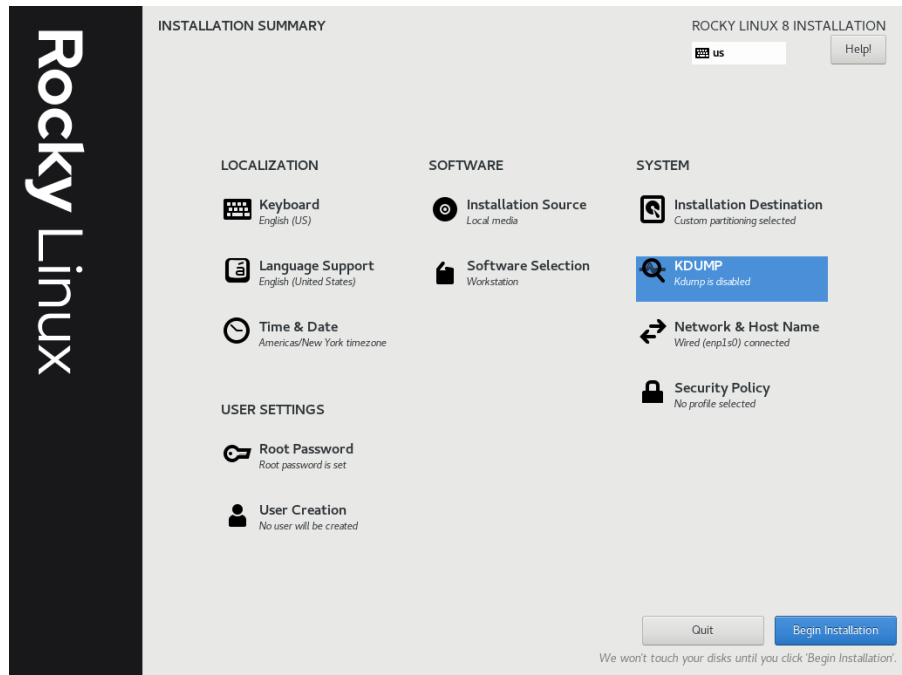 Rocky Linux
INSTALLATION SUMMARY
ROCKY LINUX 8 INSTALLATION
us
Help!
LOCALIZATION
Keyboard
English (US)
Language Support
English (United States)
Time & Date
Americas/New York timezone
USER SETTINGS
Root Password
Root password is set
User Creation
No user will be created
SOFTWARE
Installation Source
Local media
Software Selection
Workstation
SYSTEM
Installation Destination
Custom partitioning selected
KDUMP
Kdump is disabled
Network & Host Name
Wired (enp1s0) connected
Security Policy
No profile selected
Quit
Begin Installation
We won't touch your disks until you click 'Begin Installation'.